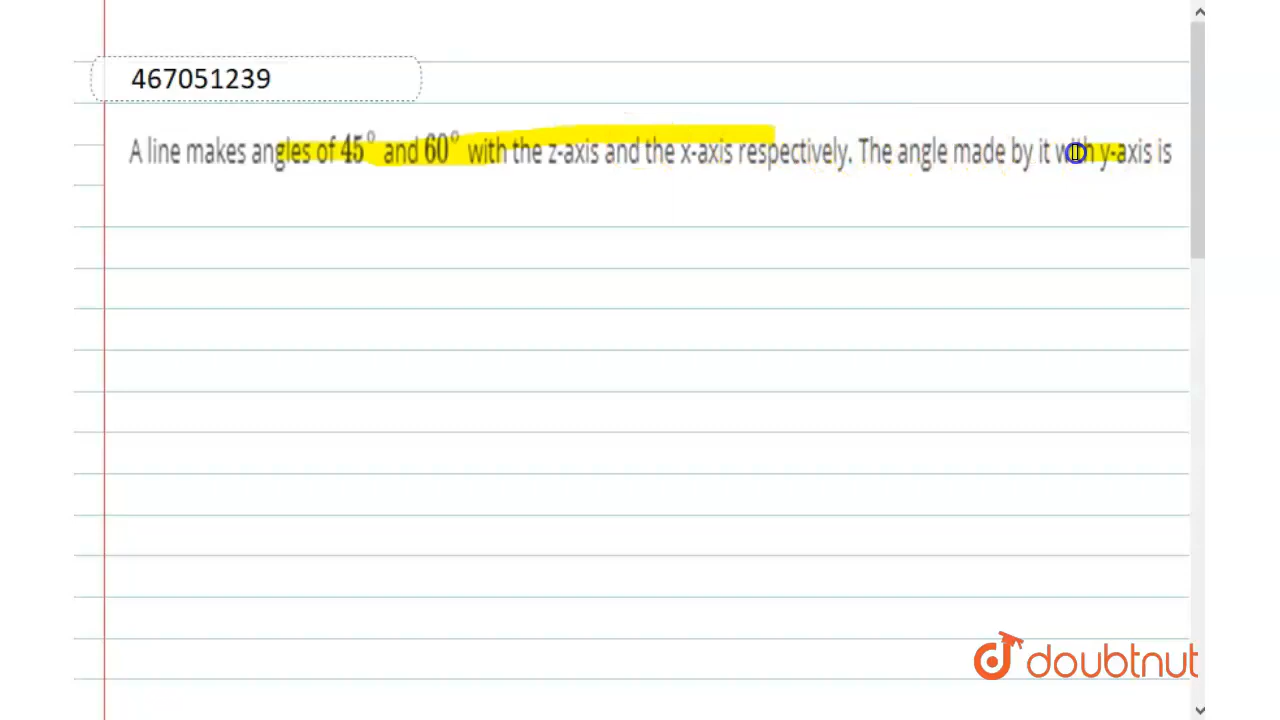 467051239
A line makes angles of 45° and 60° with the z-axis and the x-axis respectively. The angle made by it with y-axis is
doubtnut